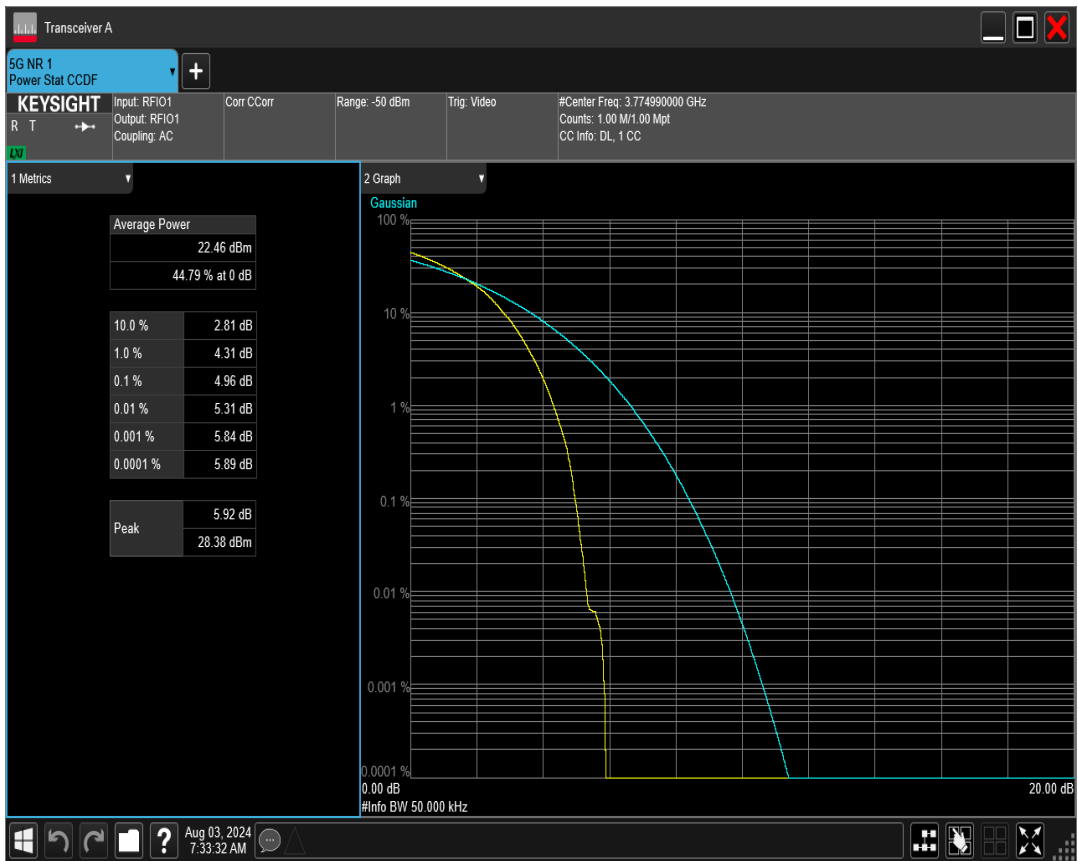 Transceiver A
5G NR 1
Power Stat CCDF
+
KEYSIGHT
R T
LXI
Input: RFIO1
Output: RFIO1
Coupling: AC
Corr CCorr
Range: -50 dBm
Trig: Video
#Center Freq: 3.774990000 GHz
Counts: 1.00 M/1.00 Mpt
CC Info: DL, 1 CC
1 Metrics
Average Power
22.46 dBm
44.79 % at 0 dB
10.0 % 2.81 dB
1.0 % 4.31 dB
0.1 % 4.96 dB
0.01 % 5.31 dB
0.001 % 5.84 dB
0.0001 % 5.89 dB
Peak
5.92 dB
28.38 dBm
2 Graph
Gaussian
100 %
10 %
1 %
0.1 %
0.01 %
0.001 %
0.0001 %
0.00 dB 20.00 dB
#Info BW 50.000 kHz
?
Aug 03, 2024
7:33:32 AM